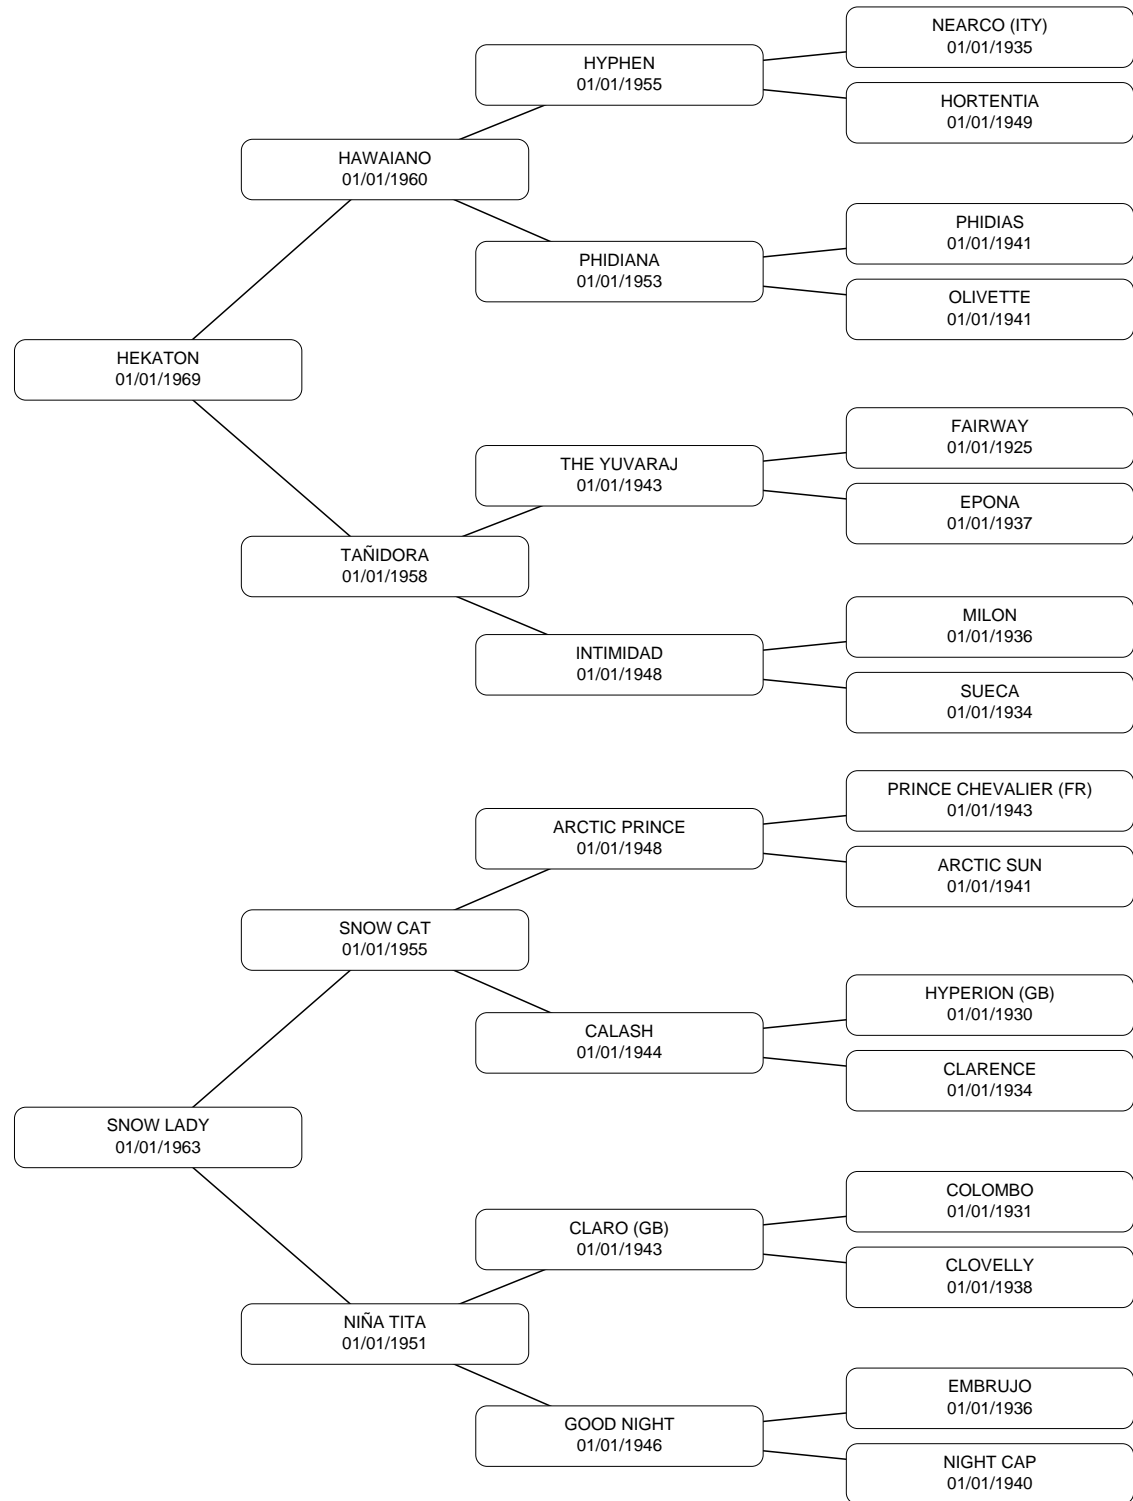 NEARCO (ITY)
01/01/1935
HYPHEN
01/01/1955
HORTENTIA
01/01/1949
HAWAIANO
01/01/1960
PHIDIAS
01/01/1941
PHIDIANA
01/01/1953
OLIVETTE
01/01/1941
HEKATON
01/01/1969
FAIRWAY
01/01/1925
THE YUVARAJ
01/01/1943
EPONA
01/01/1937
TAÑIDORA
01/01/1958
MILON
01/01/1936
INTIMIDAD
01/01/1948
SUECA
01/01/1934
PRINCE CHEVALIER (FR)
01/01/1943
ARCTIC PRINCE
01/01/1948
ARCTIC SUN
01/01/1941
SNOW CAT
01/01/1955
HYPERION (GB)
01/01/1930
CALASH
01/01/1944
CLARENCE
01/01/1934
SNOW LADY
01/01/1963
COLOMBO
01/01/1931
CLARO (GB)
01/01/1943
CLOVELLY
01/01/1938
NIÑA TITA
01/01/1951
EMBRUJO
01/01/1936
GOOD NIGHT
01/01/1946
NIGHT CAP
01/01/1940